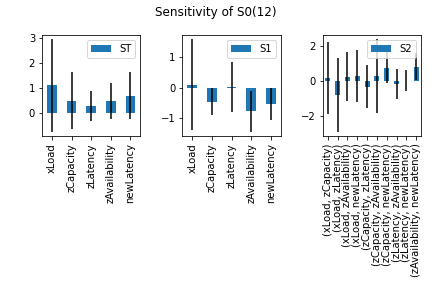 Sensitivity of S0(12)
ST
3
2
1
0
xLoad
zCapacity
zLatency
zAvailability
newLatency
S1
1
0
−1
xLoad
zCapacity
zLatency
zAvailability
newLatency
S2
2
0
−2
(xLoad, zCapacity)
(xLoad, zLatency)
(xLoad, zAvailability)
(xLoad, newLatency)
(zCapacity, zLatency)
(zCapacity, zAvailability)
(zCapacity, newLatency)
(zLatency, zAvailability)
(zLatency, newLatency)
(zAvailability, newLatency)